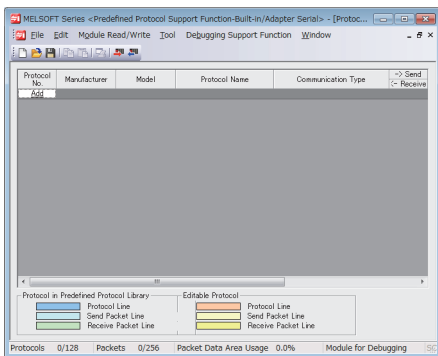 MELSOFT Series <Predefined Protocol Support Function-Built-in/Adapter Serial> - [Protoc...
File Edit Module Read/Write Tool Debugging Support Function Window
Protocol No. Manufacturer Model Protocol Name Communication Type -> Send
<- Receive
Add
Protocol in Predefined Protocol Library
Protocol Line
Send Packet Line
Receive Packet Line
Editable Protocol
Protocol Line
Send Packet Line
Receive Packet Line
Protocols 0/128 Packets 0/256 Packet Data Area Usage 0.0% Module for Debugging SC